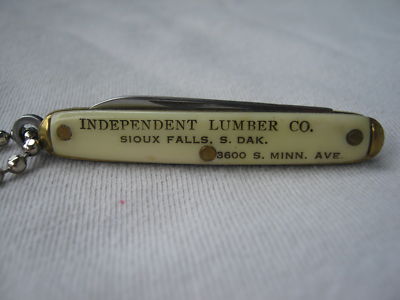 INDEPENDENT LUMBER CO.
SIOUX FALLS, S. DAK.
3600 S. MINN. AVE.